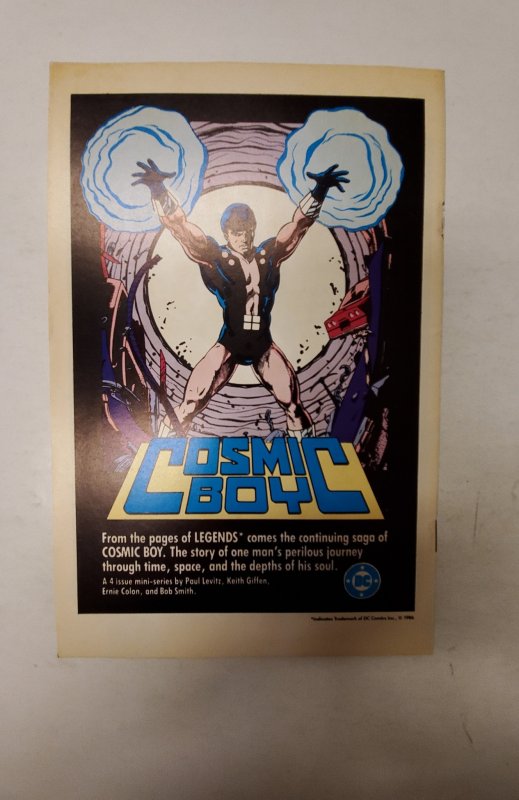 COSMIC
BOY
From the pages of LEGENDS* comes the continuing saga of
COSMIC BOY. The story of one man's perilous journey
through time, space, and the depths of his soul.
A 4 issue mini-series by Paul Levitz, Keith Giffen,
Ernie Colon, and Bob Smith.
DC
*Indicates Trademark of DC Comics Inc., © 1986